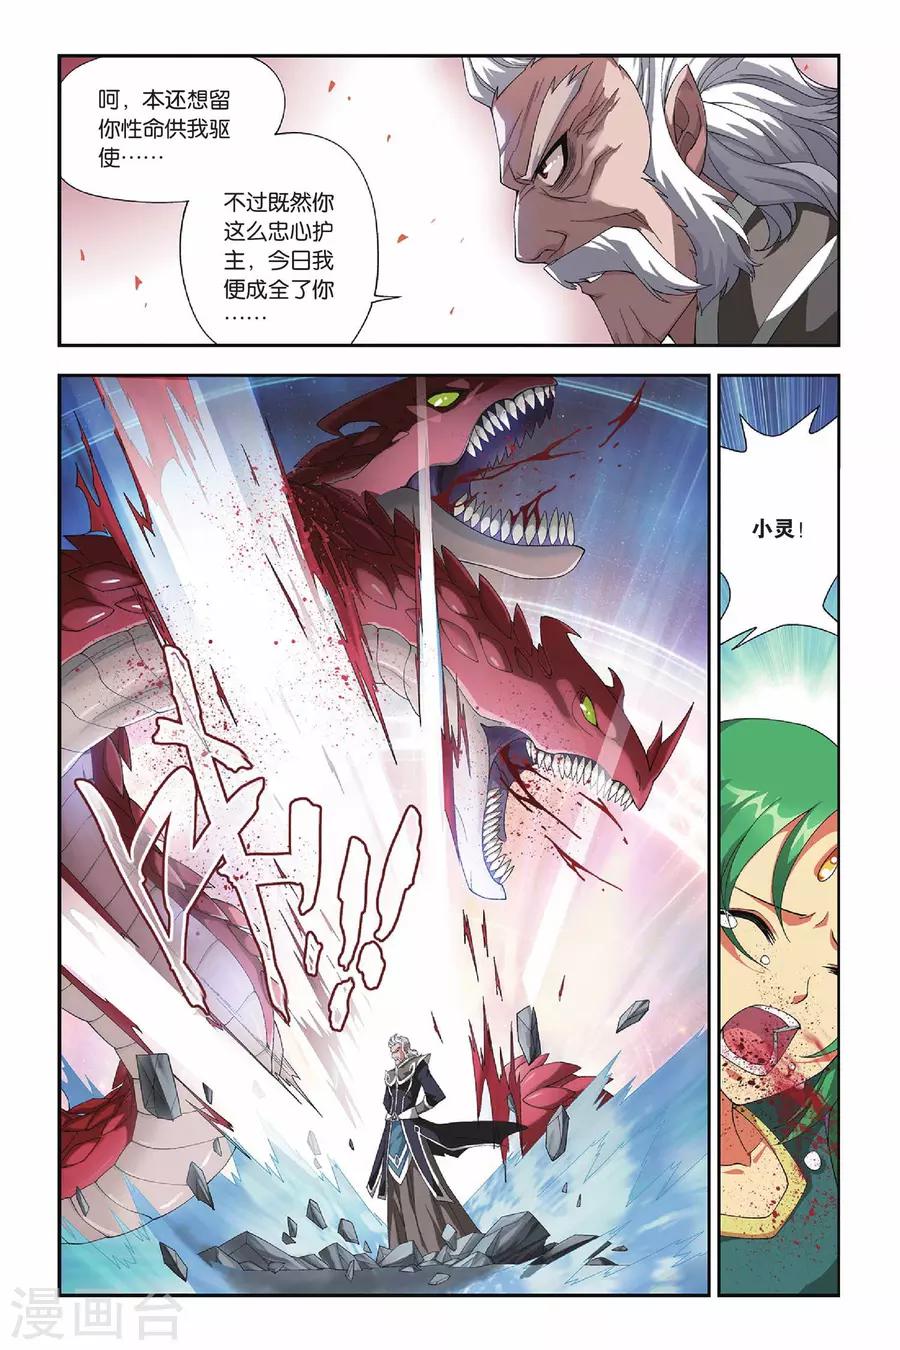 呵，本还想留
你性命供我驱
使……
不过既然你
这么忠心护
主，今日我
便成全了你
……
小灵！
漫画台